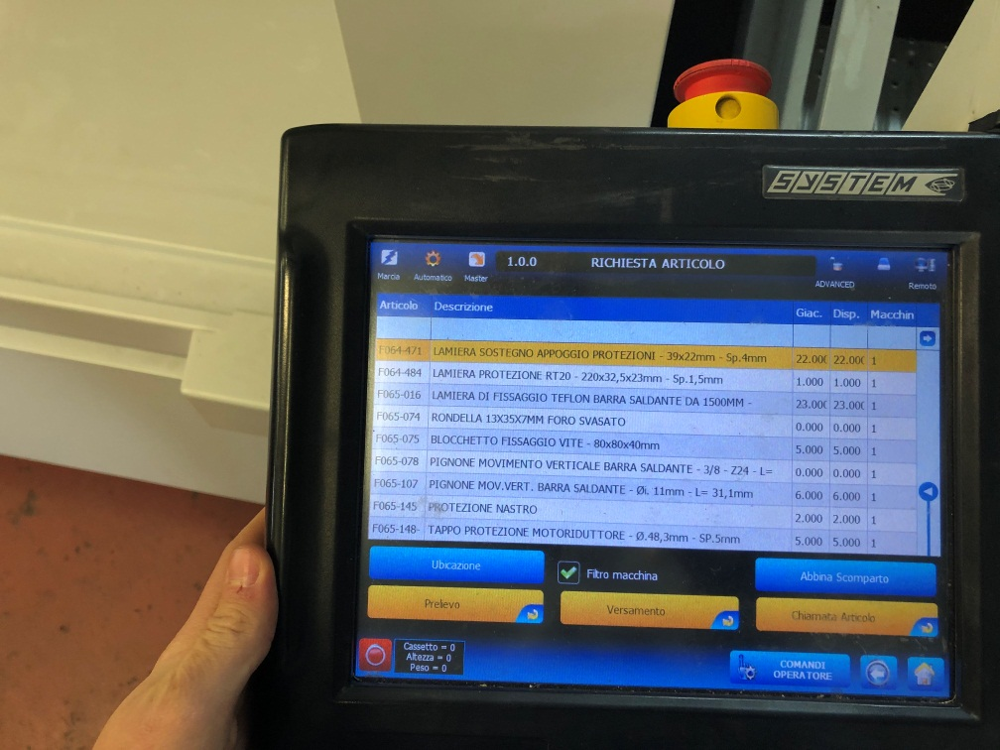 SYSTEM
Marcia Automatico Master 1.0.0 RICHIESTA ARTICOLO ADVANCED Remoto
Articolo Descrizione Giac. Disp. Macchin
F064-471 LAMIERA SOSTEGNO APPOGGIO PROTEZIONI - 39x22mm - Sp.4mm 22.000 22.000 1
F064-484 LAMIERA PROTEZIONE RT20 - 220x32,5x23mm - Sp.1,5mm 1.000 1.000 1
F065-016 LAMIERA DI FISSAGGIO TEFLON BARRA SALDANTE DA 1500MM - 23.000 23.000 1
F065-074 RONDELLA 13X35X7MM FORO SVASATO 0.000 0.000 1
F065-075 BLOCCHETTO FISSAGGIO VITE - 80x80x40mm 5.000 5.000 1
F065-078 PIGNONE MOVIMENTO VERTICALE BARRA SALDANTE - 3/8 - Z24 - L= 0.000 0.000 1
F065-107 PIGNONE MOV.VERT. BARRA SALDANTE - Øi. 11mm - L= 31,1mm 6.000 6.000 1
F065-145 PROTEZIONE NASTRO 2.000 2.000 1
F065-148- TAPPO PROTEZIONE MOTORIDUTTORE - Ø.48,3mm - SP.5mm 5.000 5.000 1
Ubicazione Filtro macchina Abbina Scomparto
Prelievo Versamento Chiamata Articolo
Cassetto = 0
Altezza = 0
Peso = 0
COMANDI
OPERATORE